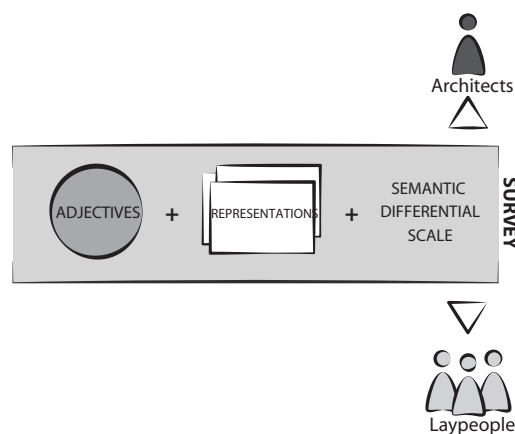 Architects
ADJECTIVES
+
REPRESENTATIONS
+
SEMANTIC
DIFFERENTIAL
SCALE
SURVEY
Laypeople